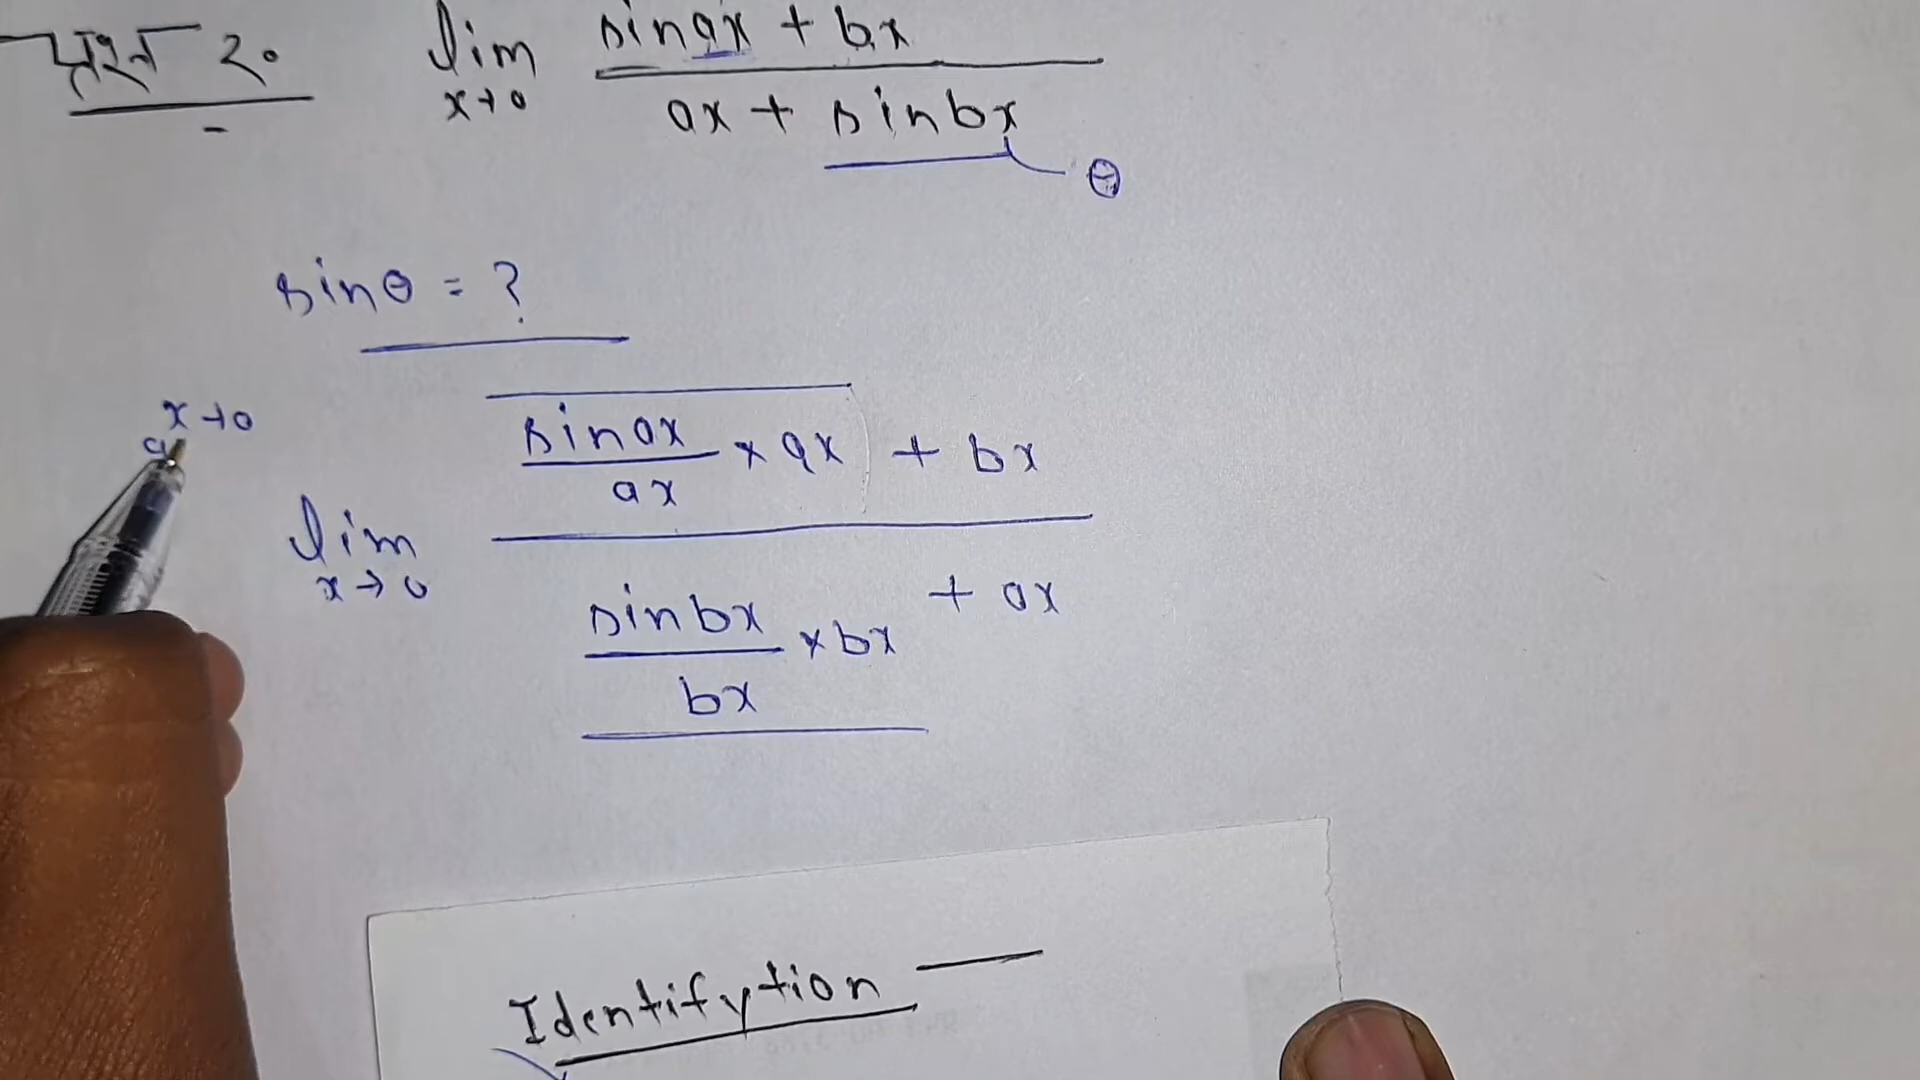 प्रश्न २० lim x→0 sinax + bx / ax + sinbx
θ
sinθ = ?
x→0
a
lim x→0 sinax / ax × ax + bx
sinbx / bx × bx + ax
Identifytion —